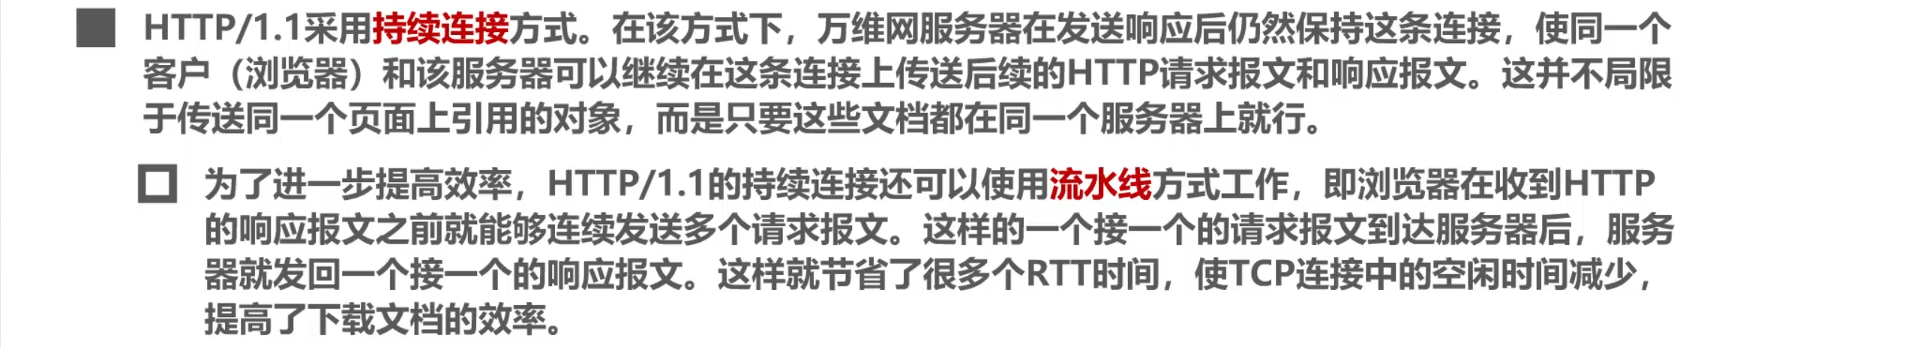 HTTP/1.1采用持续连接方式。在该方式下，万维网服务器在发送响应后仍然保持这条连接，使同一个
客户（浏览器）和该服务器可以继续在这条连接上传送后续的HTTP请求报文和响应报文。这并不局限
于传送同一个页面上引用的对象，而是只要这些文档都在同一个服务器上就行。
为了进一步提高效率，HTTP/1.1的持续连接还可以使用流水线方式工作，即浏览器在收到HTTP
的响应报文之前就能够连续发送多个请求报文。这样的一个接一个的请求报文到达服务器后，服务
器就发回一个接一个的响应报文。这样就节省了很多个RTT时间，使TCP连接中的空闲时间减少，
提高了下载文档的效率。